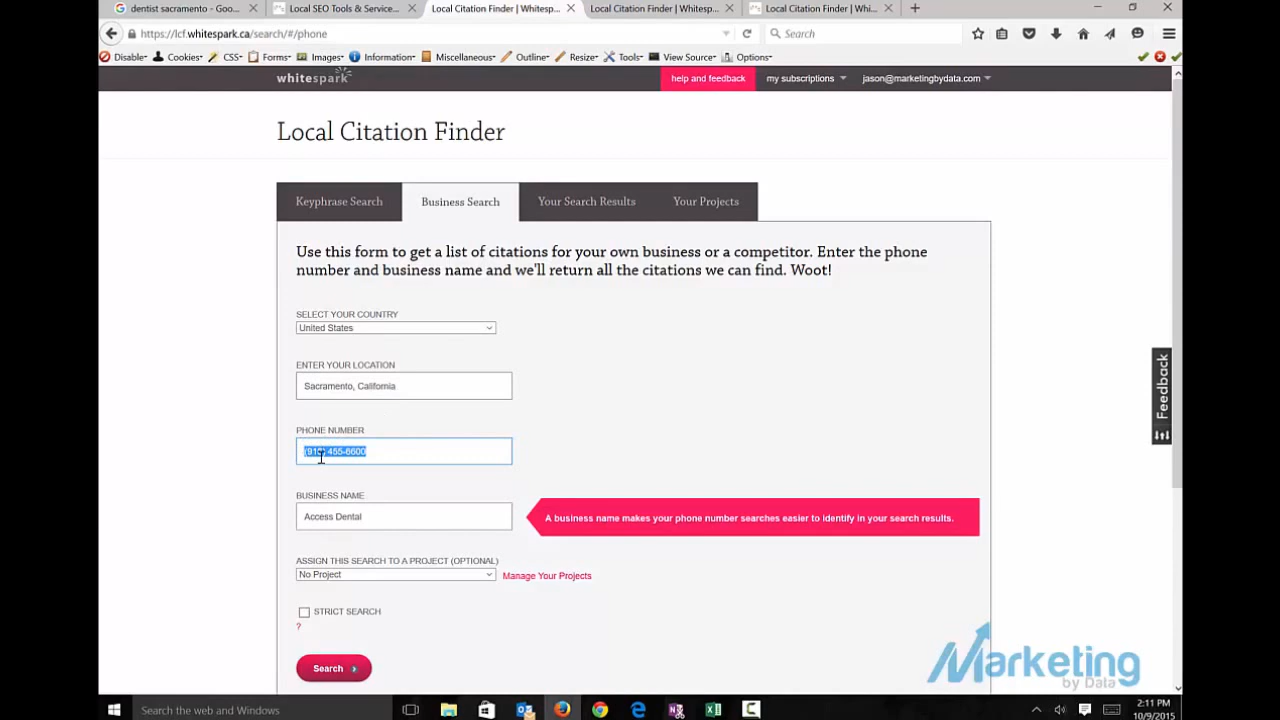 dentist sacramento - Goo...
Local SEO Tools & Service...
Local Citation Finder | Whitesp...
Local Citation Finder | Whitesp...
Local Citation Finder | Whi...
https://lcf.whitespark.ca/search/#/phone
Search
Disable
Cookies
CSS
Forms
Images
Information
Miscellaneous
Outline
Resize
Tools
View Source
Options
whitespark
help and feedback
my subscriptions
jason@marketingbydata.com
Local Citation Finder
Keyphrase Search
Business Search
Your Search Results
Your Projects
Use this form to get a list of citations for your own business or a competitor. Enter the phone
number and business name and we'll return all the citations we can find. Woot!
SELECT YOUR COUNTRY
United States
ENTER YOUR LOCATION
Sacramento, California
PHONE NUMBER
455-6600
BUSINESS NAME
Access Dental
A business name makes your phone number searches easier to identify in your search results.
ASSIGN THIS SEARCH TO A PROJECT (OPTIONAL)
No Project
Manage Your Projects
STRICT SEARCH
?
Search
Feedback
Marketing
by Data
Search the web and Windows
2:11 PM
10/9/2015